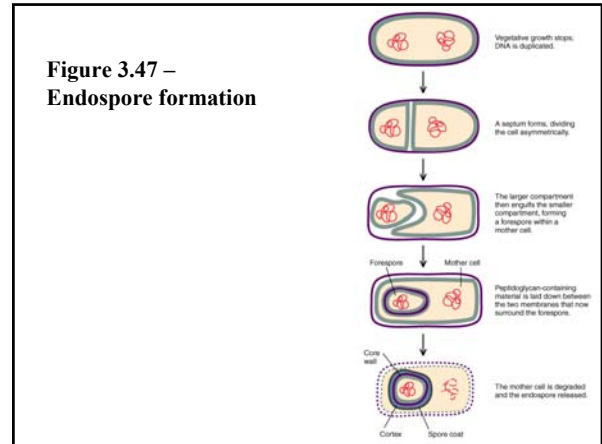 Figure 3.47 –
Endospore formation
Vegetative growth stops;
DNA is duplicated.
A septum forms, dividing
the cell asymmetrically.
The larger compartment
then engulfs the smaller
compartment, forming
a forespore within a
mother cell.
Forespore
Mother cell
Peptidoglycan-containing
material is laid down between
the two membranes that now
surround the forespore.
Core
wall
The mother cell is degraded
and the endospore released.
Cortex
Spore coat